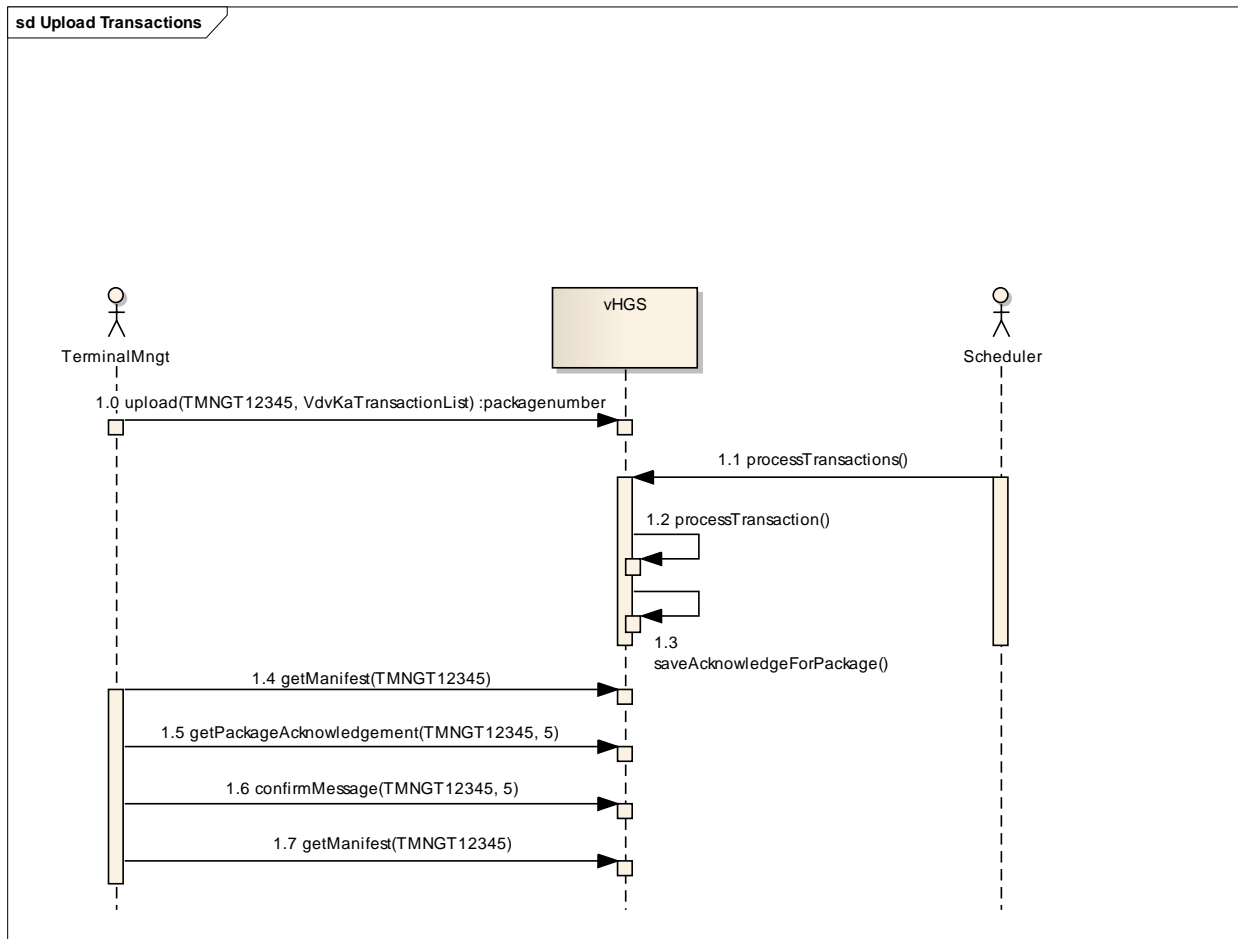 sd Upload Transactions
TerminalMngt
vHGS
Scheduler
1.0 upload(TMNGT12345, VdvKaTransactionList) :packagenumber
1.1 processTransactions()
1.2 processTransaction()
1.3
saveAcknowledgeForPackage()
1.4 getManifest(TMNGT12345)
1.5 getPackageAcknowledgement(TMNGT12345, 5)
1.6 confirmMessage(TMNGT12345, 5)
1.7 getManifest(TMNGT12345)